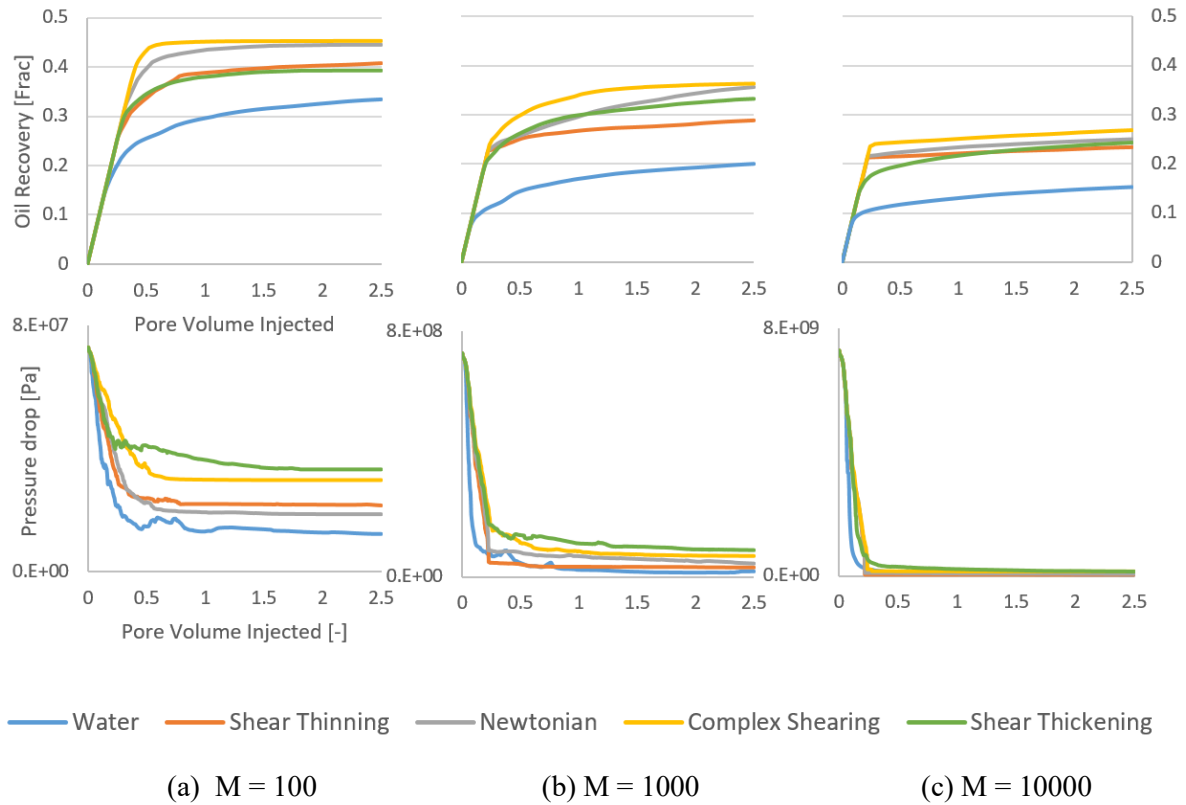 0.5
0.4
0.3
0.2
0.1
0
Oil Recovery [Frac]
0 0.5 1 1.5 2 2.5
Pore Volume Injected
0 0.5 1 1.5 2 2.5
0 0.5 1 1.5 2 2.5
0.5
0.4
0.3
0.2
0.1
0
8.E+07
0.E+00
Pressure drop [Pa]
0 0.5 1 1.5 2 2.5
Pore Volume Injected [-]
8.E+08
0.E+00
0 0.5 1 1.5 2 2.5
8.E+09
0.E+00
0 0.5 1 1.5 2 2.5
Water Shear Thinning Newtonian Complex Shearing Shear Thickening
(a) M = 100 (b) M = 1000 (c) M = 10000